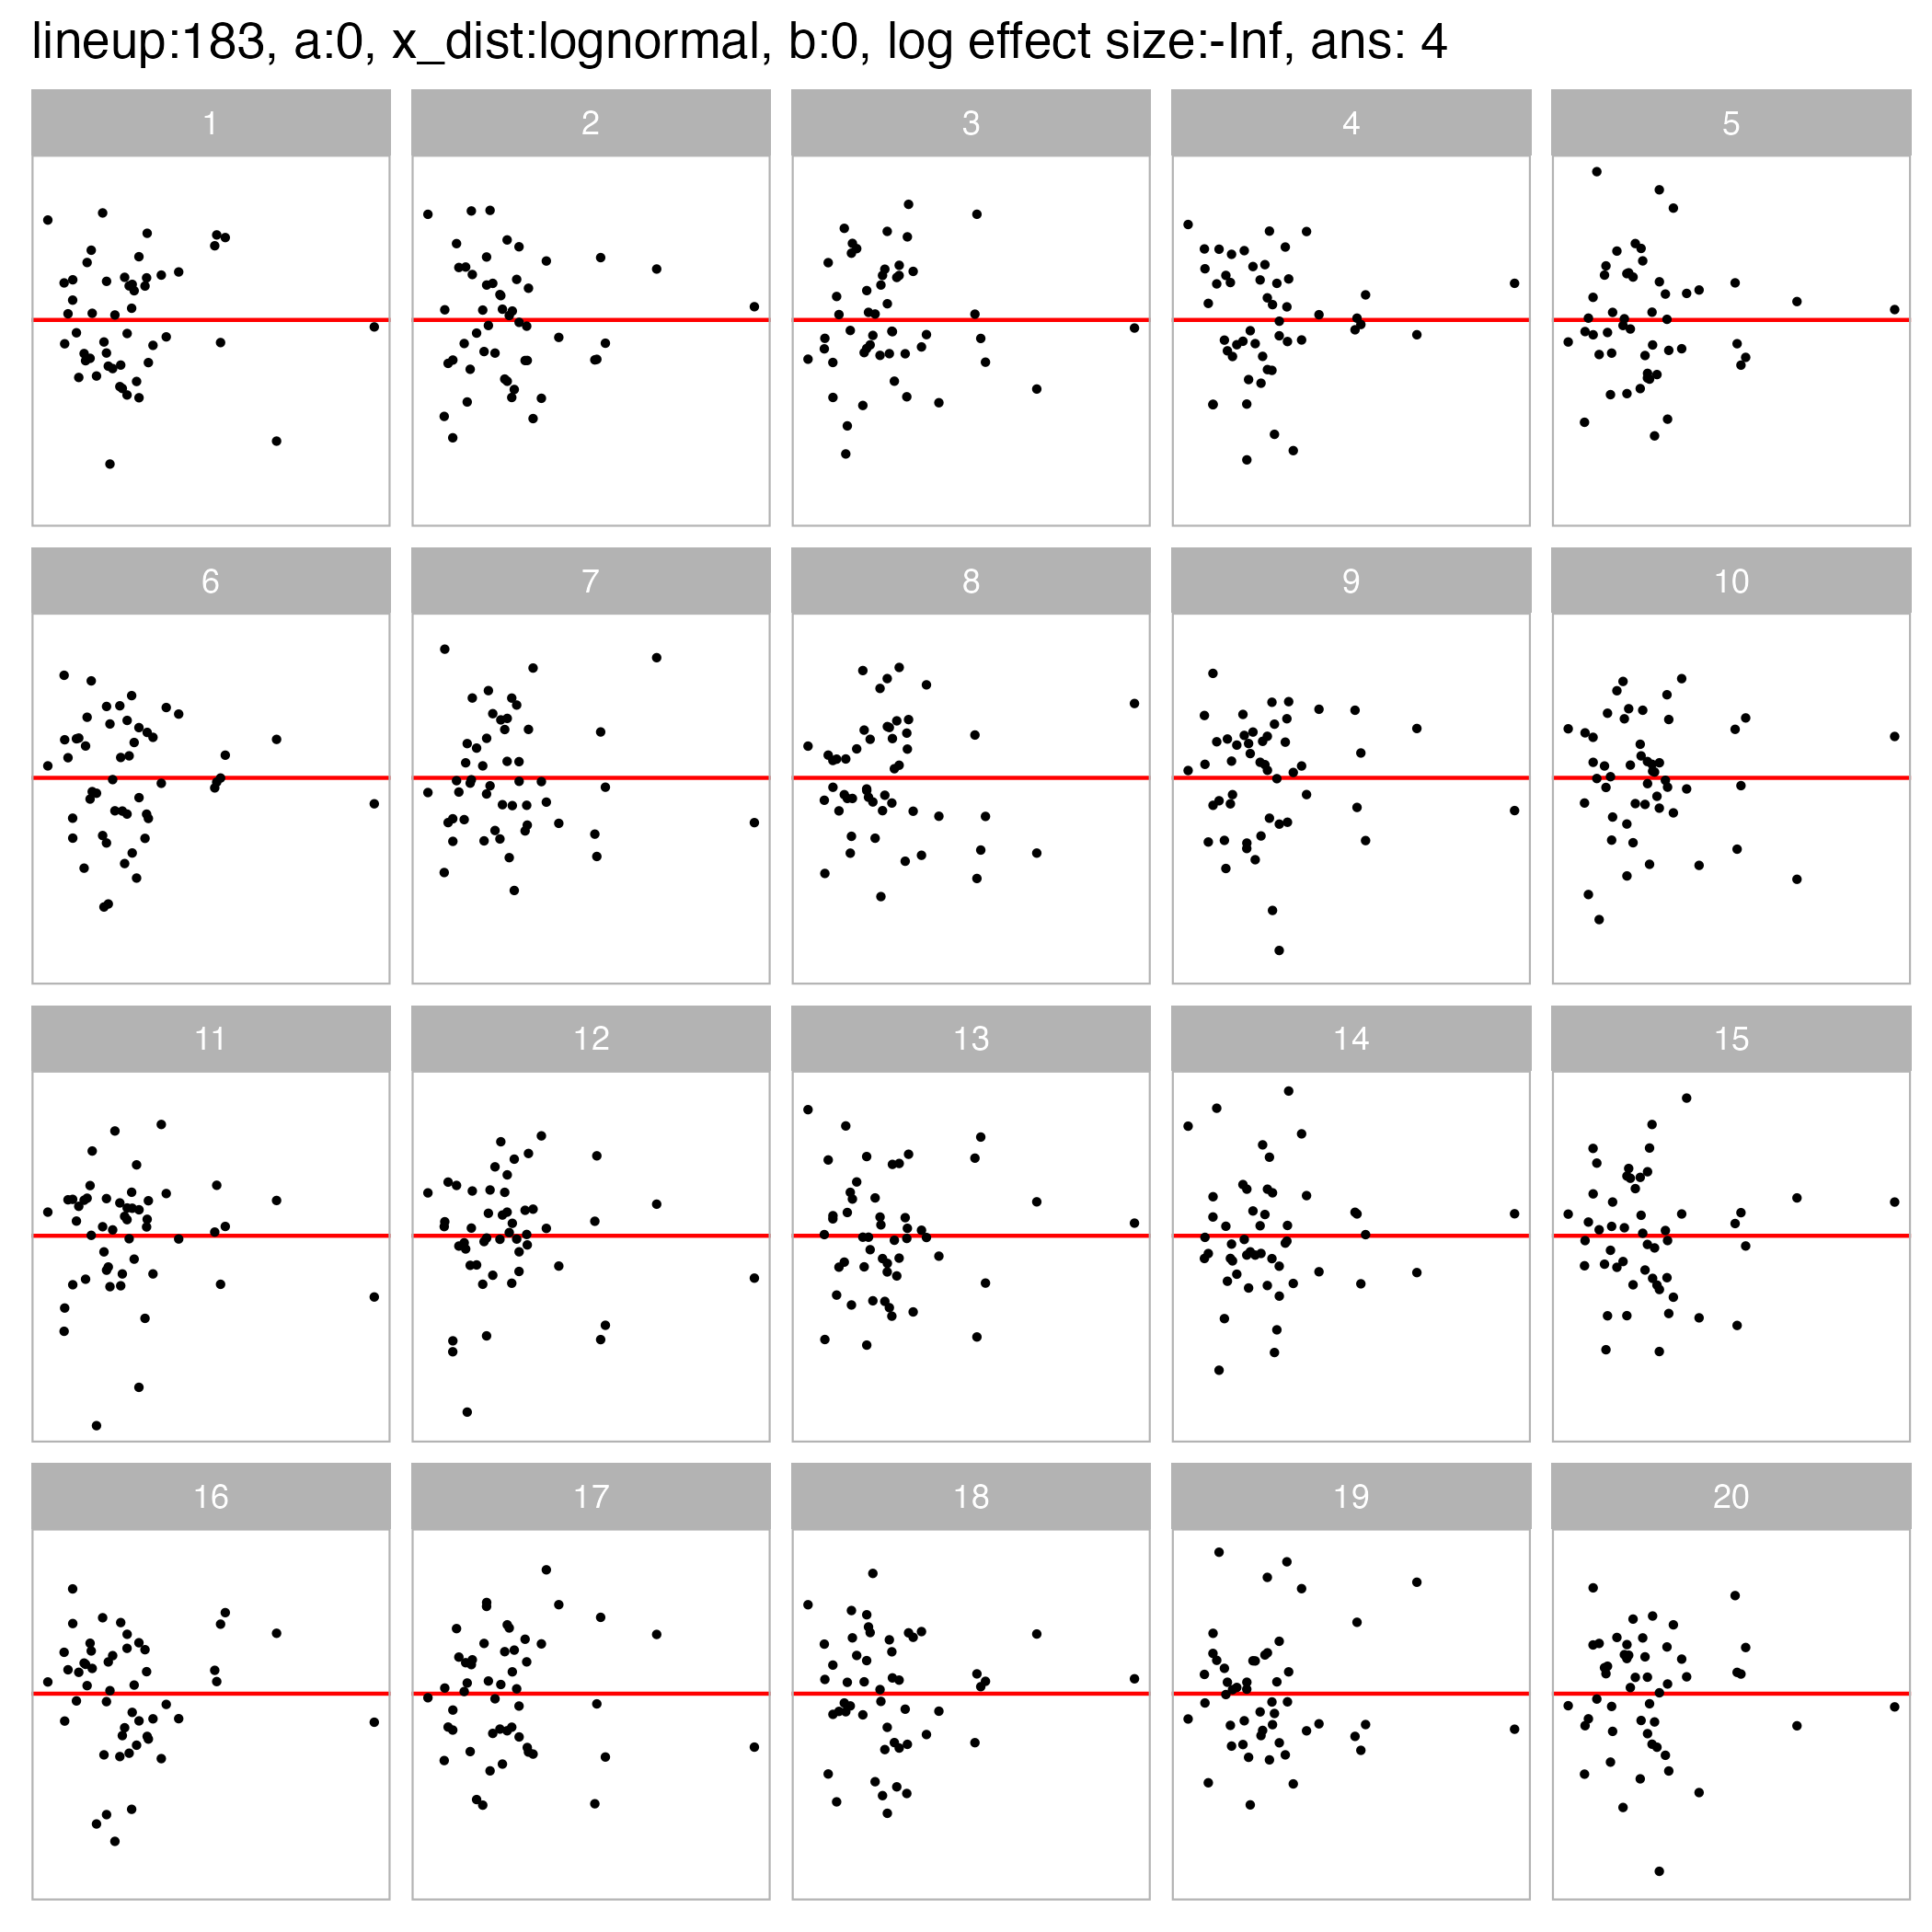 lineup:183, a:0, x_dist:lognormal, b:0, log effect size:-Inf, ans: 4
1 2 3 4 5
6 7 8 9 10
11 12 13 14 15
16 17 18 19 20